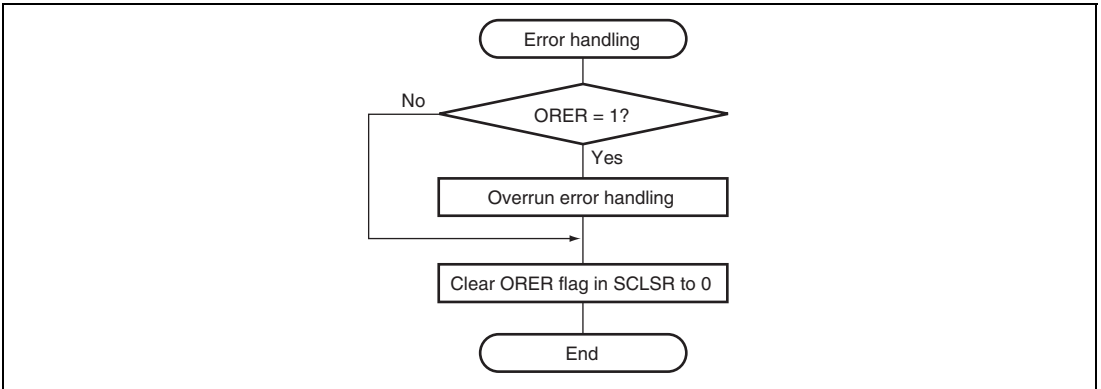 Error handling
No
ORER = 1?
Yes
Overrun error handling
Clear ORER flag in SCLSR to 0
End